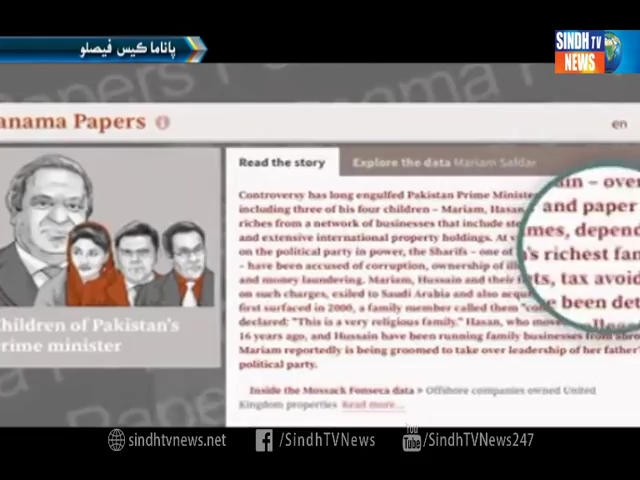 پاناما ڪيس فيصلو
SINDH TV
NEWS
anama Papers
en
Read the story
Explore the data Mariam Safdar
Controversy has long engulfed Pakistan Prime Minister
including three of his four children – Mariam, Hasan
riches from a network of businesses that include
and extensive international property holdings. At
on the political party in power, the Sharifs – one of
– have been accused of corruption, ownership of
and money laundering. Mariam, Hussain and their
on such charges, exiled to Saudi Arabia and also
first surfaced in 2000, a family member called them
declared: "This is a very religious family." Hasan, who
16 years ago, and Hussain have been running family businesses from
Mariam reportedly is being groomed to take over leadership of her father'
political party.
ain – over
and paper
mes, depend
's richest fam
ts, tax avoid
e been det
Inside the Mossack Fonseca data » Offshore companies owned United
Kingdom properties Read more...
Children of Pakistan's
rime minister
sindhtvnews.net
/SindhTVNews
You
Tube
/SindhTVNews247